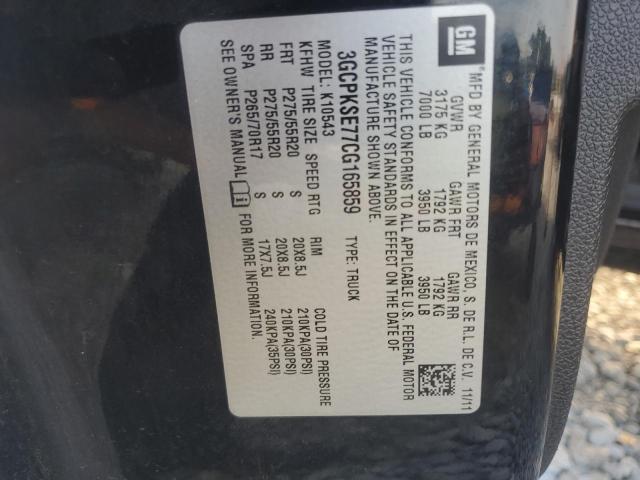 GM
MFD BY GENERAL MOTORS DE MEXICO, S. DE R.L. DE C.V. 11/11
GVWR GAWR FRT GAWR RR
3175 KG 1792 KG 1792 KG
7000 LB 3950 LB 3950 LB
THIS VEHICLE CONFORMS TO ALL APPLICABLE U.S. FEDERAL MOTOR
VEHICLE SAFETY STANDARDS IN EFFECT ON THE DATE OF
MANUFACTURE SHOWN ABOVE.
3GCPKSE77CG165859 TYPE: TRUCK
MODEL: K10543
KFHW TIRE SIZE SPEED RTG RIM COLD TIRE PRESSURE
FRT P275/55R20 S 20X8.5J 210KPA(30PSI)
RR P275/55R20 S 20X8.5J 210KPA(30PSI)
SPA P265/70R17 S 17X7.5J 240KPA(35PSI)
SEE OWNER'S MANUAL i FOR MORE INFORMATION.